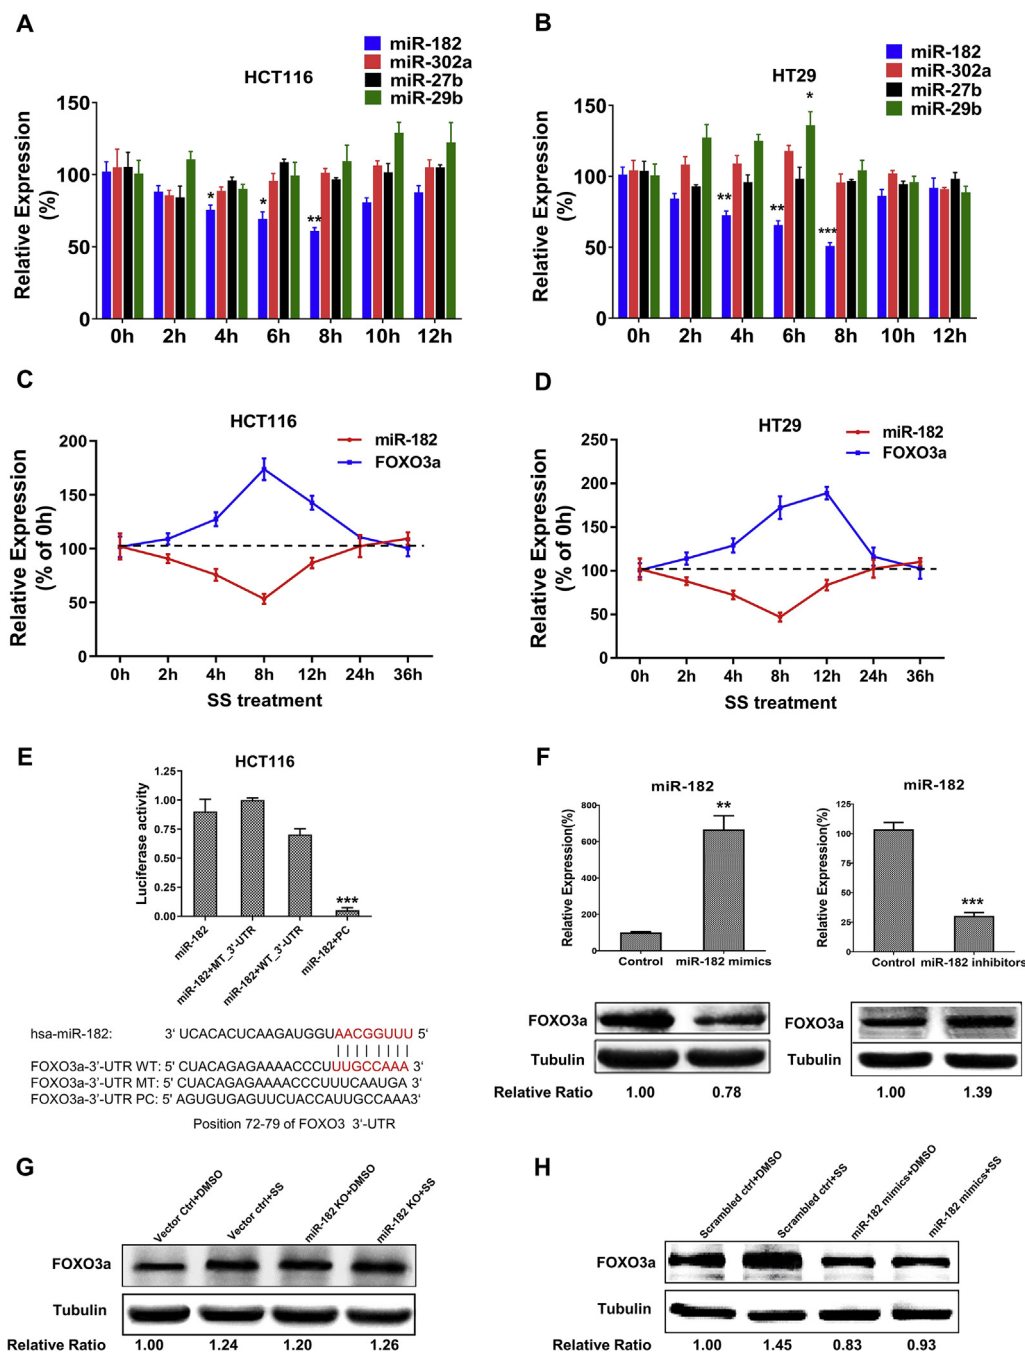 A
HCT116
miR-182
miR-302a
miR-27b
miR-29b
Relative Expression
(%)
150
100
50
0
* * **
0h 2h 4h 6h 8h 10h 12h
B
HT29
miR-182
miR-302a
miR-27b
miR-29b
Relative Expression
(%)
150
100
50
0
** ** * ***
0h 2h 4h 6h 8h 10h 12h
C
HCT116
miR-182
FOXO3a
Relative Expression
(% of 0h)
200
150
100
50
0
0h 2h 4h 8h 12h 24h 36h
SS treatment
D
HT29
miR-182
FOXO3a
Relative Expression
(% of 0h)
250
200
150
100
50
0
0h 2h 4h 8h 12h 24h 36h
SS treatment
E
HCT116
Luciferase activity
1.25
1.00
0.75
0.50
0.25
0.00
***
miR-182
miR-182+MT_3'-UTR
miR-182+WT_3'-UTR
miR-182+PC
hsa-miR-182: 3' UCACACUCAAGAUGGUAACGGUUU 5'
FOXO3a-3'-UTR WT: 5' CUACAGAGAAAACCCUUUGCCAAA 3'
FOXO3a-3'-UTR MT: 5' CUACAGAGAAAACCCUUUCAAUGA 3'
FOXO3a-3'-UTR PC: 5' AGUGUGAGUUCUACCAUUGCCAAA3'
Position 72-79 of FOXO3 3'-UTR
F
miR-182
Relative Expression(%)
800
600
400
200
0
**
Control miR-182 mimics
miR-182
Relative Expression(%)
125
100
75
50
25
0
***
Control miR-182 inhibitors
FOXO3a
Tubulin
Relative Ratio 1.00 0.78
FOXO3a
Tubulin
1.00 1.39
G
Vector Ctrl+DMSO
Vector ctrl+SS
miR-182 KO+DMSO
miR-182 KO+SS
FOXO3a
Tubulin
Relative Ratio 1.00 1.24 1.20 1.26
H
Scrambled ctrl+DMSO
Scrambled ctrl+SS
miR-182 mimics+DMSO
miR-182 mimics+SS
FOXO3a
Tubulin
Relative Ratio 1.00 1.45 0.83 0.93